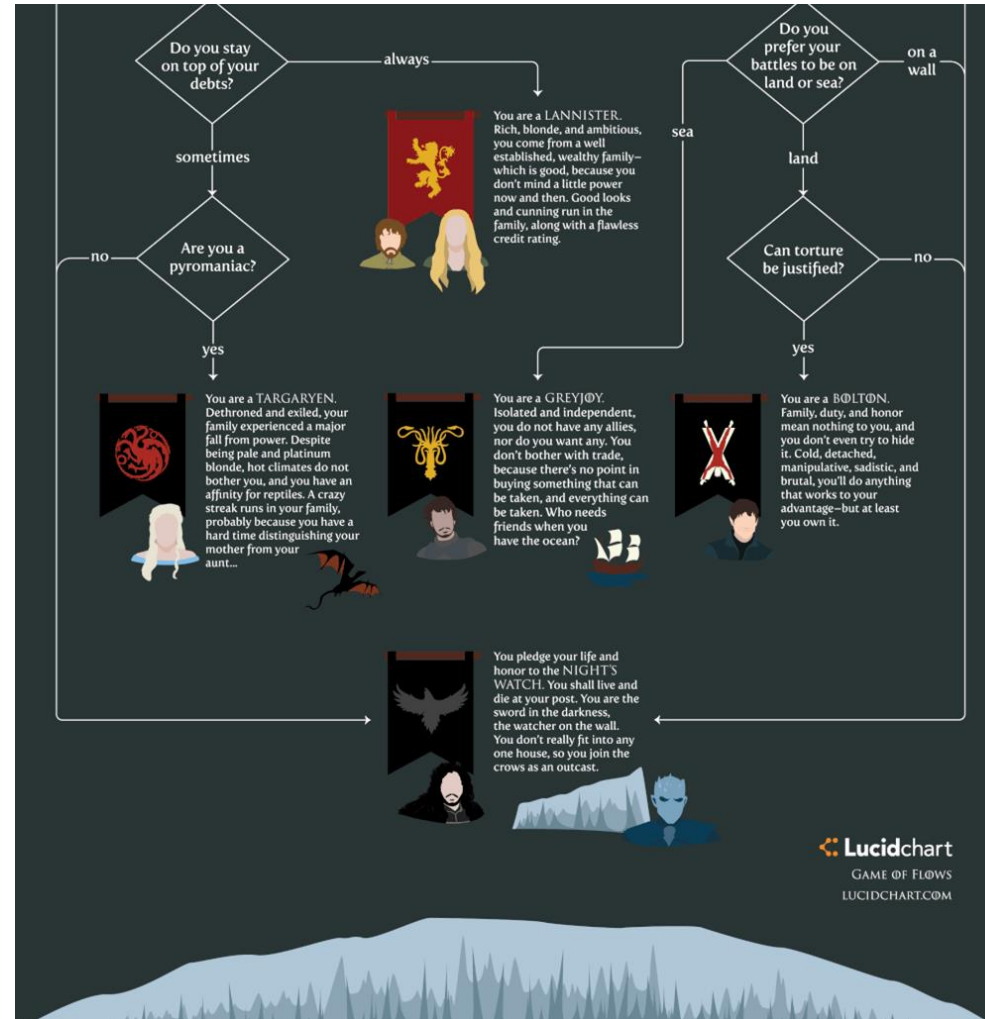 Do you stay
on top of your
debts?
always
Do you
prefer your
battles to be on
land or sea?
on a
wall
You are a LANNISTER.
Rich, blonde, and ambitious,
you come from a well
established, wealthy family–
which is good, because you
don't mind a little power
now and then. Good looks
and cunning run in the
family, along with a flawless
credit rating.
sea
sometimes
land
no
Are you a
pyromaniac?
Can torture
be justified?
no
yes
yes
You are a TARGARYEN.
Dethroned and exiled, your
family experienced a major
fall from power. Despite
being pale and platinum
blonde, hot climates do not
bother you, and you have an
affinity for reptiles. A crazy
streak runs in your family,
probably because you have a
hard time distinguishing your
mother from your
aunt...
You are a GREYJOY.
Isolated and independent,
you do not have any allies,
nor do you want any. You
don't bother with trade,
because there's no point in
buying something that can
be taken, and everything can
be taken. Who needs
friends when you
have the ocean?
You are a BOLTON.
Family, duty, and honor
mean nothing to you, and
you don't even try to hide
it. Cold, detached,
manipulative, sadistic, and
brutal, you'll do anything
that works to your
advantage–but at least
you own it.
You pledge your life and
honor to the NIGHT'S
WATCH. You shall live and
die at your post. You are the
sword in the darkness,
the watcher on the wall.
You don't really fit into any
one house, so you join the
crows as an outcast.
Lucidchart
GAME OF FLOWS
LUCIDCHART.COM